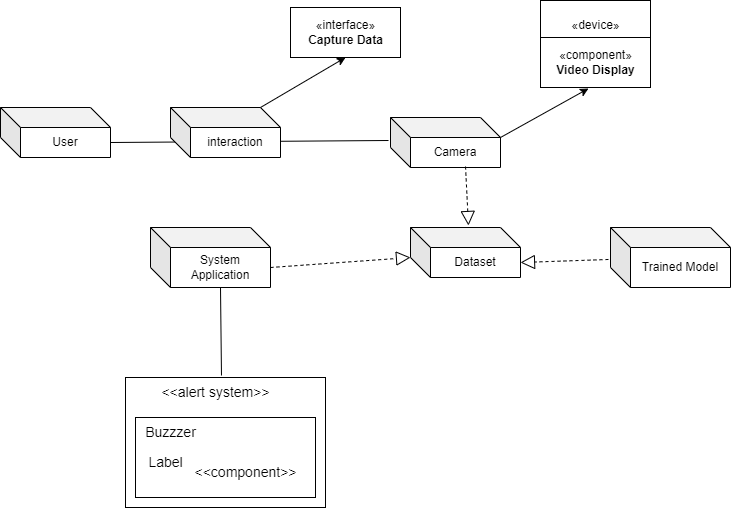 «interface»
Capture Data
«device»
«component»
Video Display
User
interaction
Camera
System
Application
Dataset
Trained Model
<<alert system>>
Buzzzer
Label
<<component>>